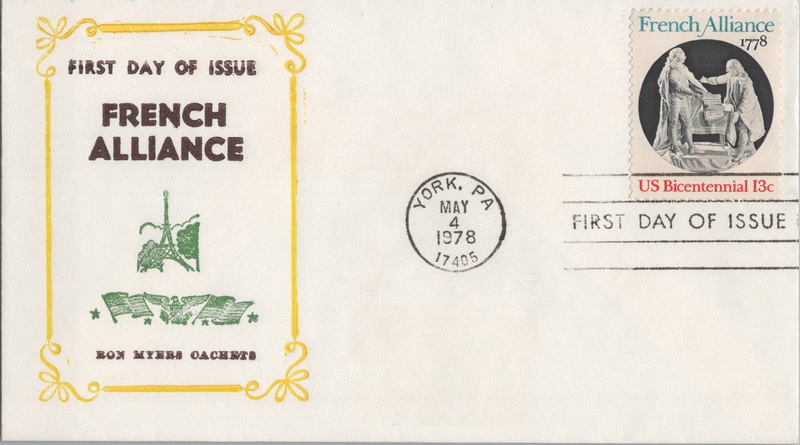 FIRST DAY OF ISSUE
FRENCH
ALLIANCE
RON MYERS CACHETS
YORK, PA
MAY
4
1978
17405
French Alliance
1778
US Bicentennial 13c
FIRST DAY OF ISSUE